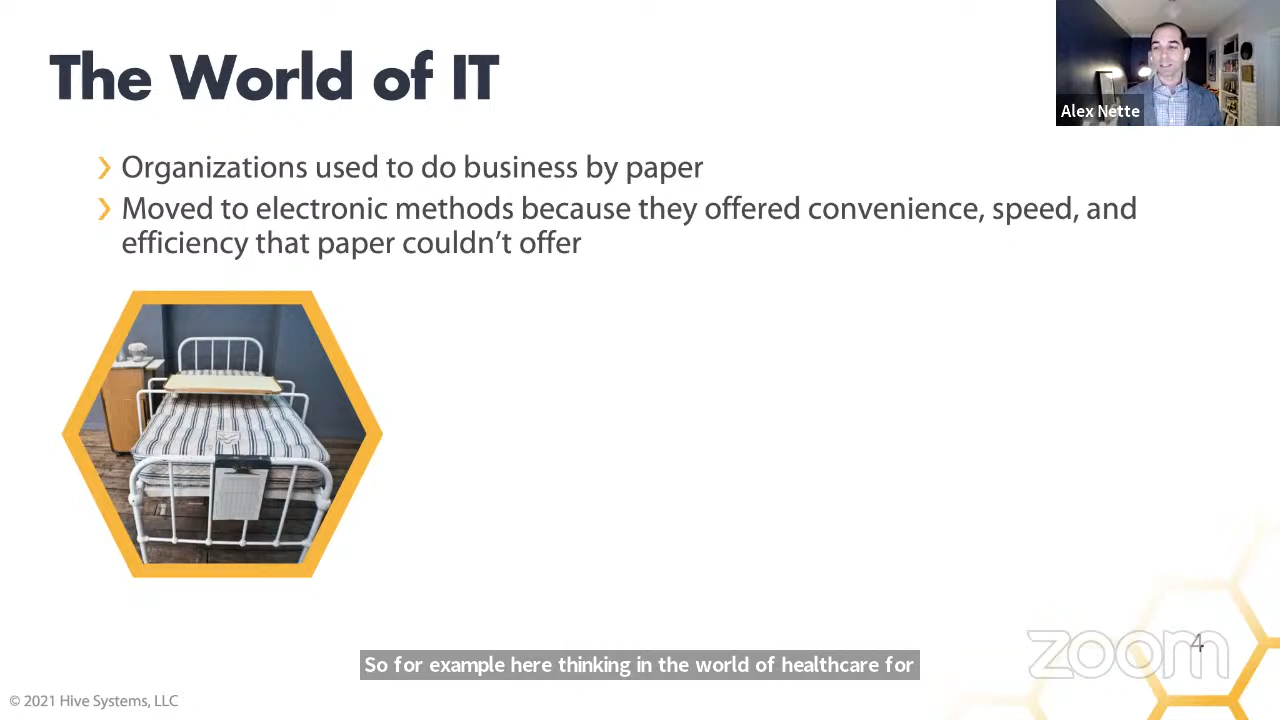 The World of IT
Alex Nette
Organizations used to do business by paper
Moved to electronic methods because they offered convenience, speed, and
efficiency that paper couldn’t offer
zoom
4
So for example here thinking in the world of healthcare for
© 2021 Hive Systems, LLC